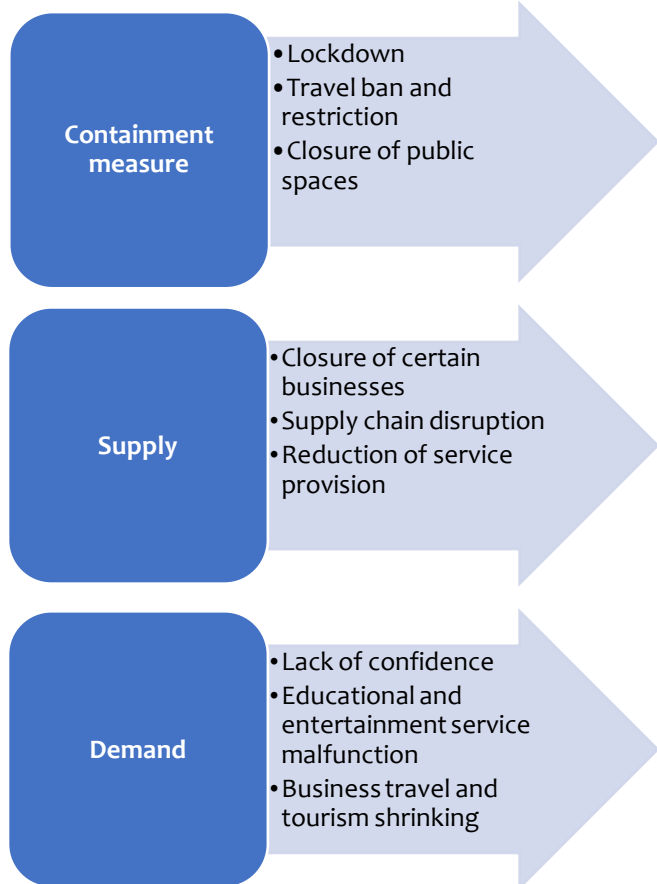 Containment
measure
• Lockdown
• Travel ban and
restriction
• Closure of public
spaces
Supply
• Closure of certain
businesses
• Supply chain disruption
• Reduction of service
provision
Demand
• Lack of confidence
• Educational and
entertainment service
malfunction
• Business travel and
tourism shrinking